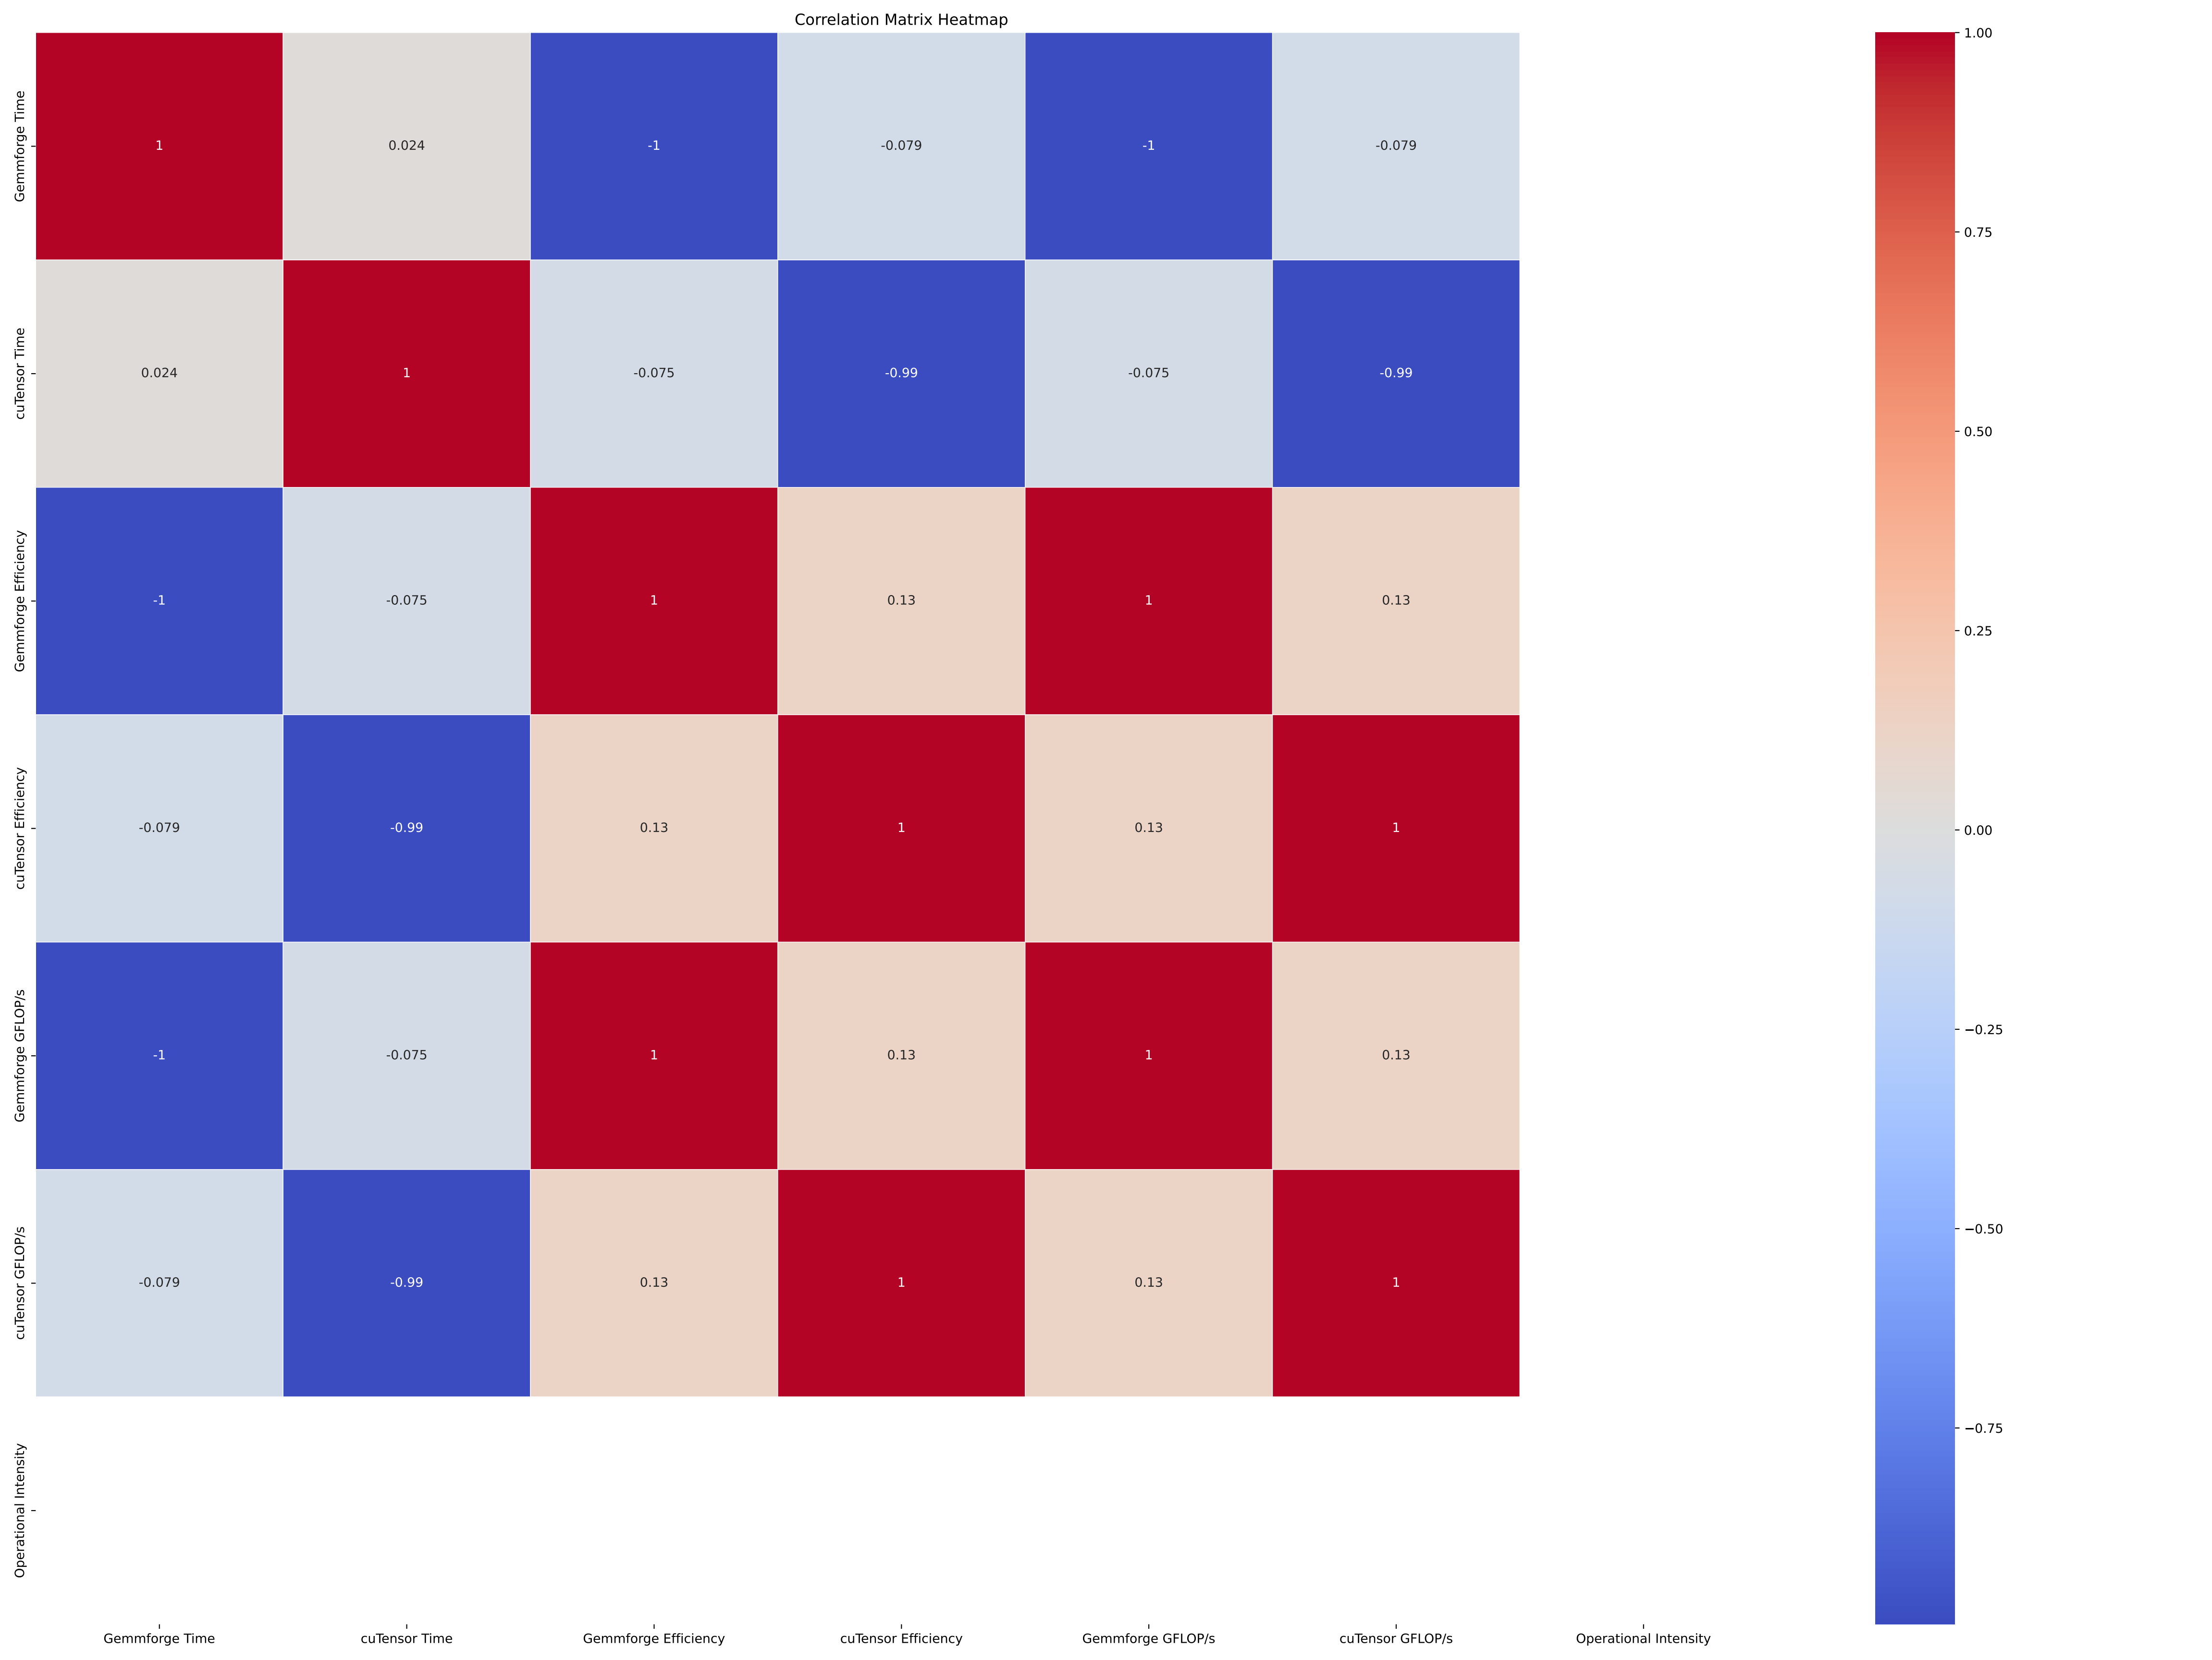 Correlation Matrix Heatmap
Gemmforge Time
1
0.024
-1
-0.079
-1
-0.079
cuTensor Time
0.024
1
-0.075
-0.99
-0.075
-0.99
Gemmforge Efficiency
-1
-0.075
1
0.13
1
0.13
cuTensor Efficiency
-0.079
-0.99
0.13
1
0.13
1
Gemmforge GFLOP/s
-1
-0.075
1
0.13
1
0.13
cuTensor GFLOP/s
-0.079
-0.99
0.13
1
0.13
1
Operational Intensity
Gemmforge Time
cuTensor Time
Gemmforge Efficiency
cuTensor Efficiency
Gemmforge GFLOP/s
cuTensor GFLOP/s
Operational Intensity
1.00
0.75
0.50
0.25
0.00
−0.25
−0.50
−0.75